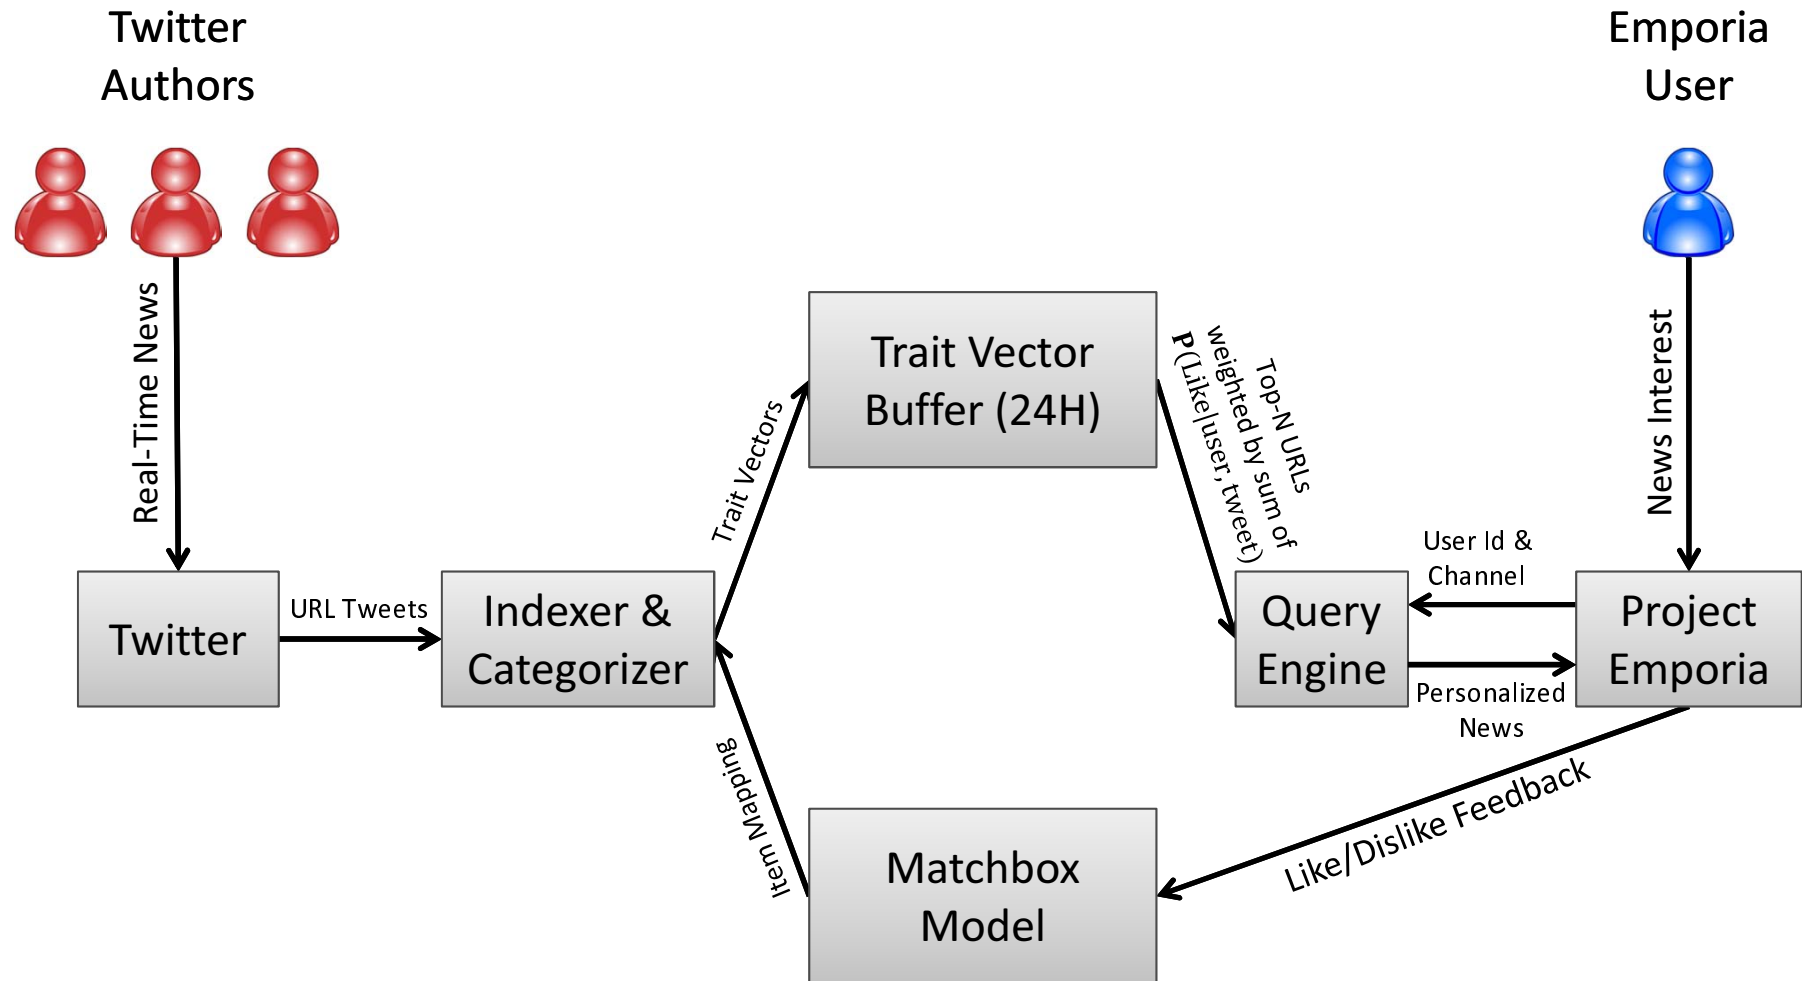 Twitter
Authors
Emporia
User
Real-Time News
News Interest
Trait Vector
Buffer (24H)
Top-N URLs
weighted by sum of
P(Like|user, tweet)
Trait Vectors
User Id &
Channel
Twitter
URL Tweets
Indexer &
Categorizer
Query
Engine
Project
Emporia
Personalized
News
Item Mapping
Like/Dislike Feedback
Matchbox
Model